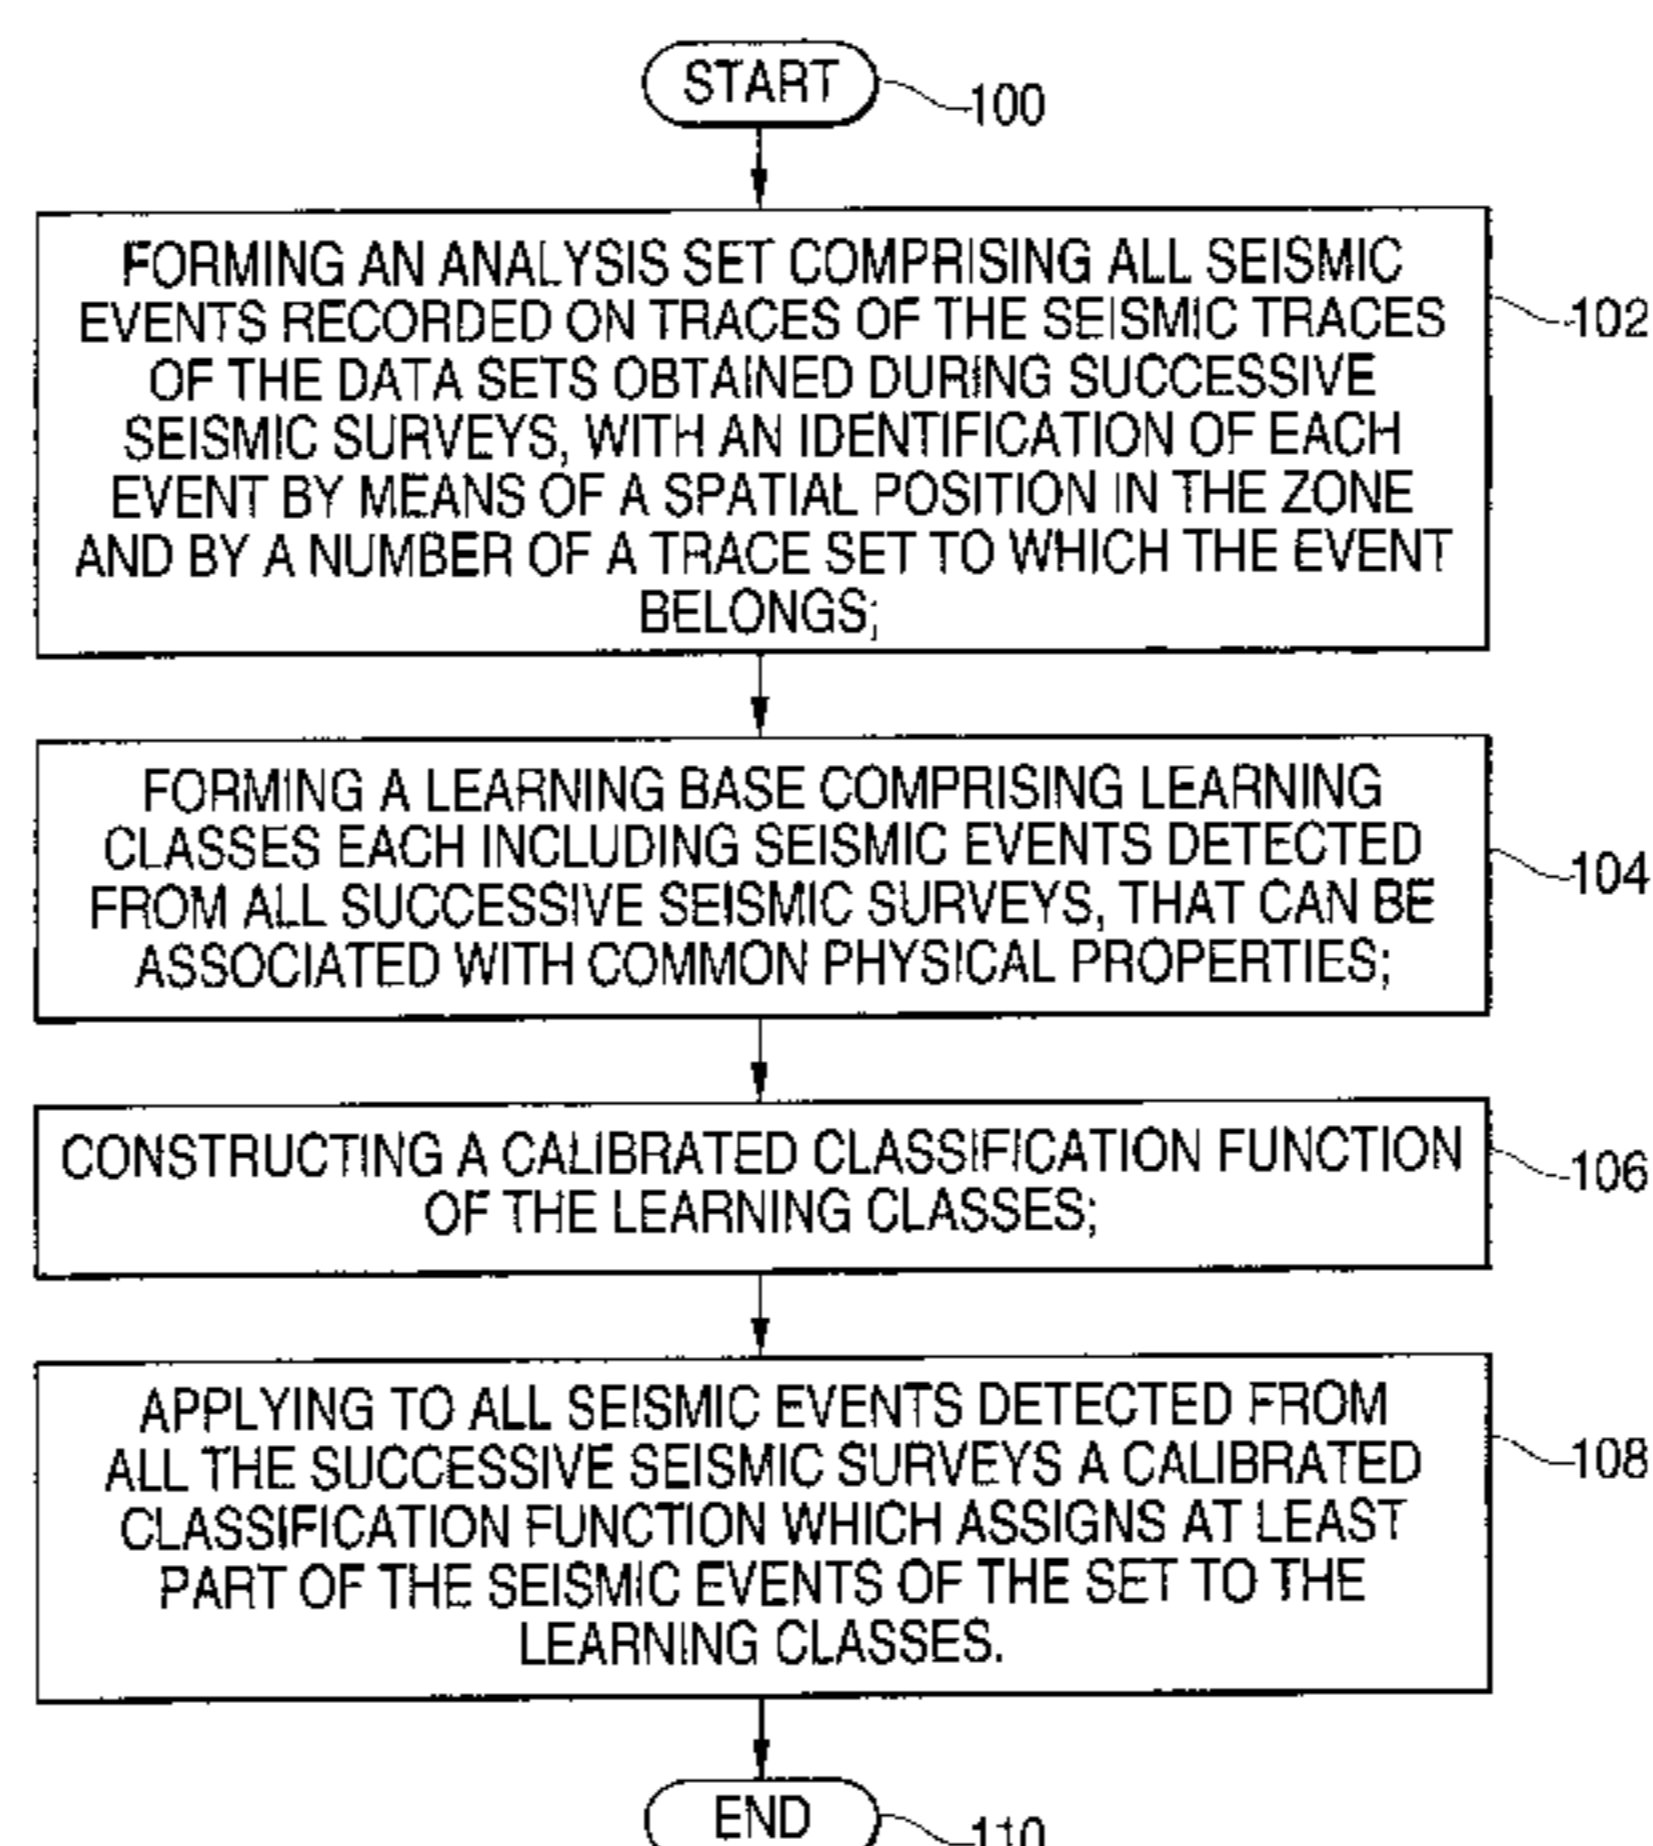 START
100
FORMING AN ANALYSIS SET COMPRISING ALL SEISMIC
EVENTS RECORDED ON TRACES OF THE SEISMIC TRACES
OF THE DATA SETS OBTAINED DURING SUCCESSIVE
SEISMIC SURVEYS, WITH AN IDENTIFICATION OF EACH
EVENT BY MEANS OF A SPATIAL POSITION IN THE ZONE
AND BY A NUMBER OF A TRACE SET TO WHICH THE EVENT
BELONGS;
102
FORMING A LEARNING BASE COMPRISING LEARNING
CLASSES EACH INCLUDING SEISMIC EVENTS DETECTED
FROM ALL SUCCESSIVE SEISMIC SURVEYS, THAT CAN BE
ASSOCIATED WITH COMMON PHYSICAL PROPERTIES;
104
CONSTRUCTING A CALIBRATED CLASSIFICATION FUNCTION
OF THE LEARNING CLASSES;
106
APPLYING TO ALL SEISMIC EVENTS DETECTED FROM
ALL THE SUCCESSIVE SEISMIC SURVEYS A CALIBRATED
CLASSIFICATION FUNCTION WHICH ASSIGNS AT LEAST
PART OF THE SEISMIC EVENTS OF THE SET TO THE
LEARNING CLASSES.
108
END
110